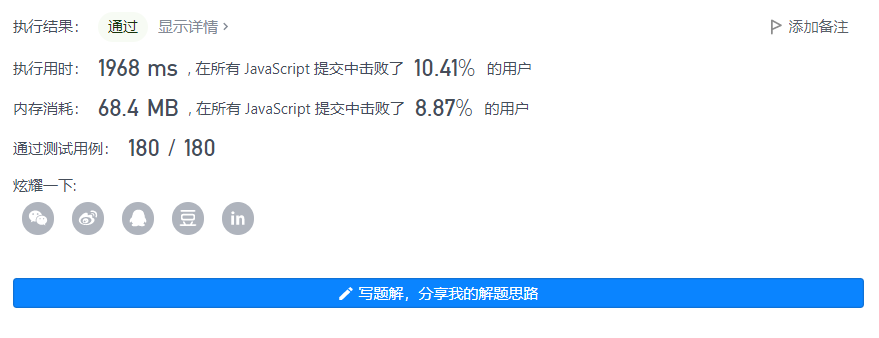 执行结果： 通过 显示详情 › 添加备注
执行用时： 1968 ms , 在所有 JavaScript 提交中击败了 10.41% 的用户
内存消耗： 68.4 MB , 在所有 JavaScript 提交中击败了 8.87% 的用户
通过测试用例： 180 / 180
炫耀一下:
豆 in
写题解，分享我的解题思路